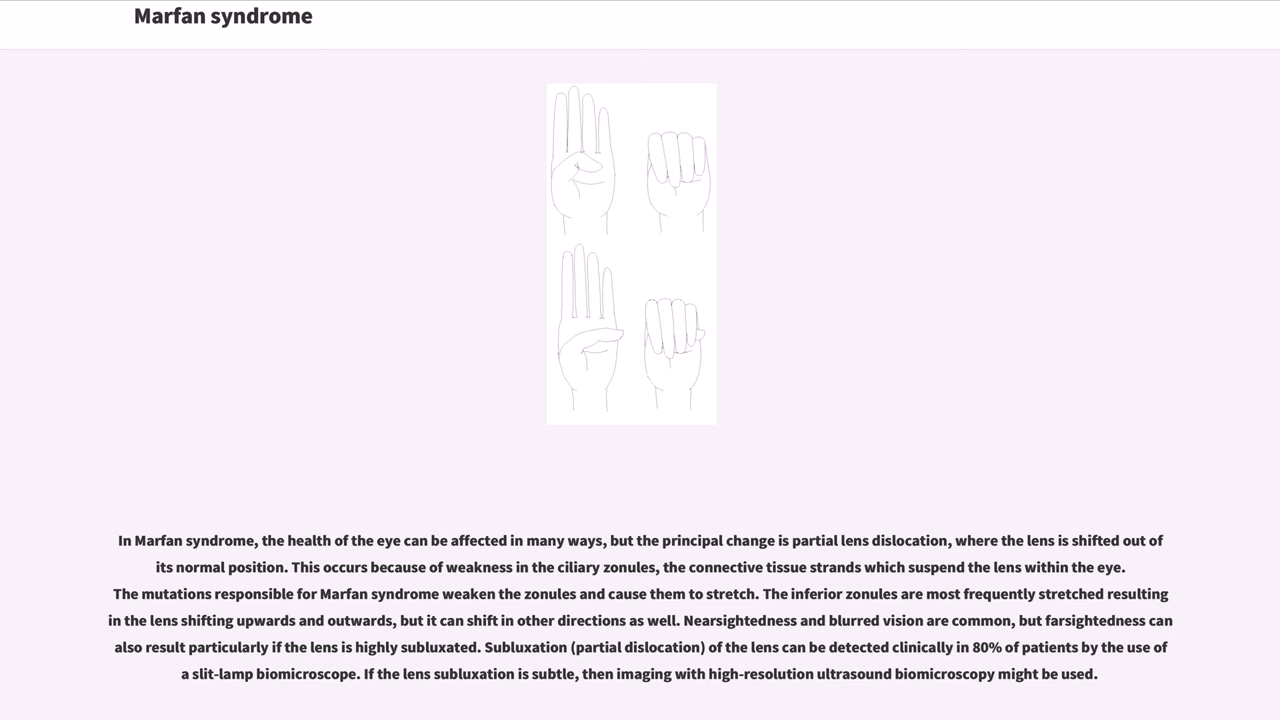 Marfan syndrome
In Marfan syndrome, the health of the eye can be affected in many ways, but the principal change is partial lens dislocation, where the lens is shifted out of
its normal position. This occurs because of weakness in the ciliary zonules, the connective tissue strands which suspend the lens within the eye.
The mutations responsible for Marfan syndrome weaken the zonules and cause them to stretch. The inferior zonules are most frequently stretched resulting
in the lens shifting upwards and outwards, but it can shift in other directions as well. Nearsightedness and blurred vision are common, but farsightedness can
also result particularly if the lens is highly subluxated. Subluxation (partial dislocation) of the lens can be detected clinically in 80% of patients by the use of
a slit-lamp biomicroscope. If the lens subluxation is subtle, then imaging with high-resolution ultrasound biomicroscopy might be used.